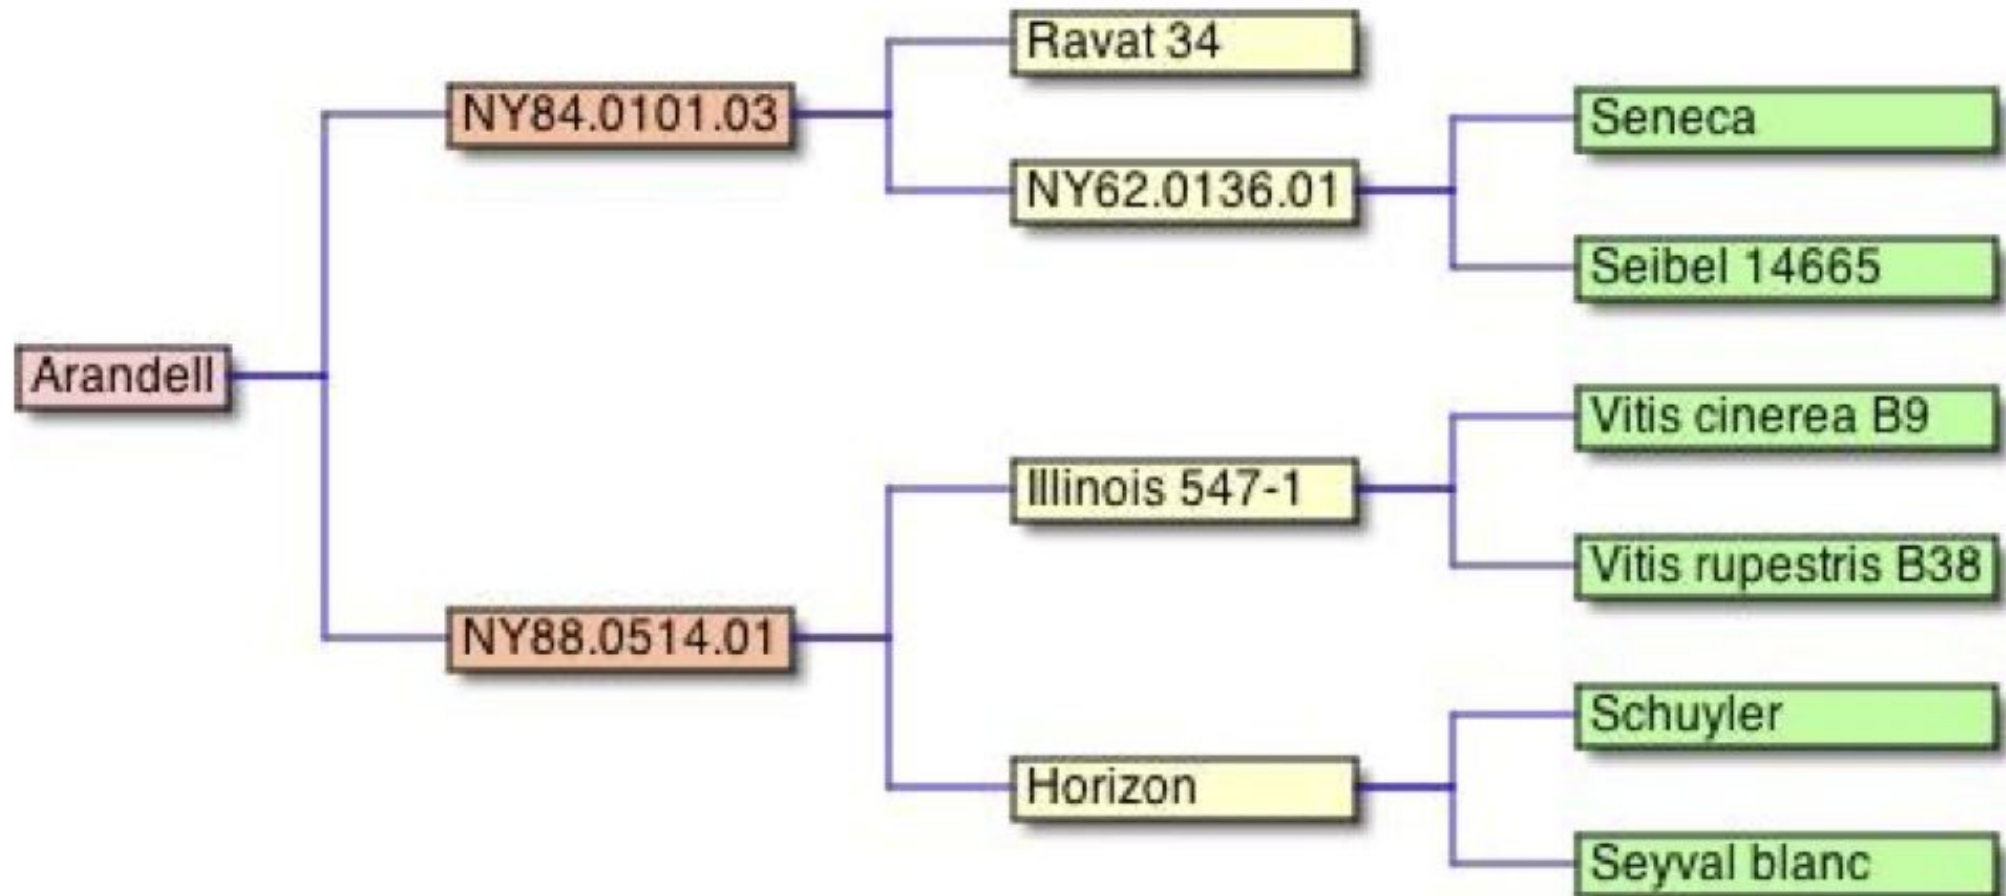 Ravat 34
NY84.0101.03
Seneca
NY62.0136.01
Seibel 14665
Arandell
Vitis cinerea B9
Illinois 547-1
Vitis rupestris B38
NY88.0514.01
Schuyler
Horizon
Seyval blanc